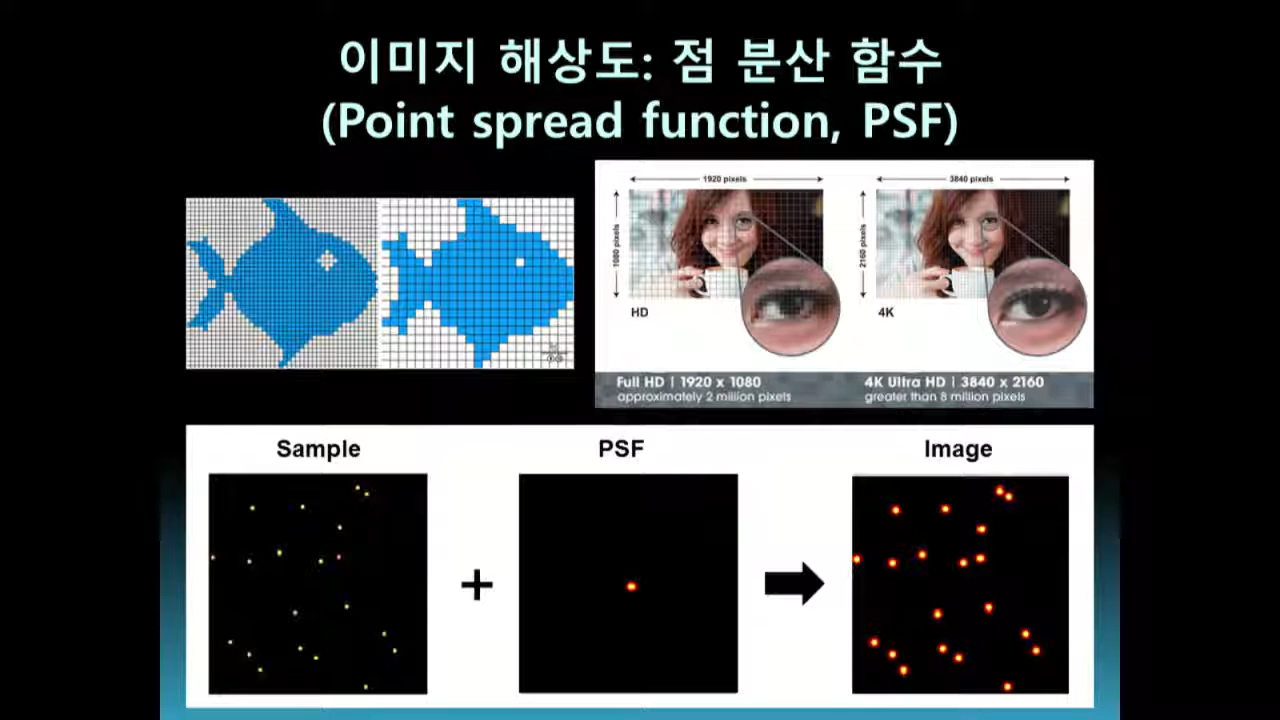 이미지 해상도: 점 분산 함수
(Point spread function, PSF)
1920 pixels
3840 pixels
1080 pixels
2160 pixels
HD
4K
Full HD | 1920 x 1080
approximately 2 million pixels
4K Ultra HD | 3840 x 2160
greater than 8 million pixels
Sample
PSF
Image